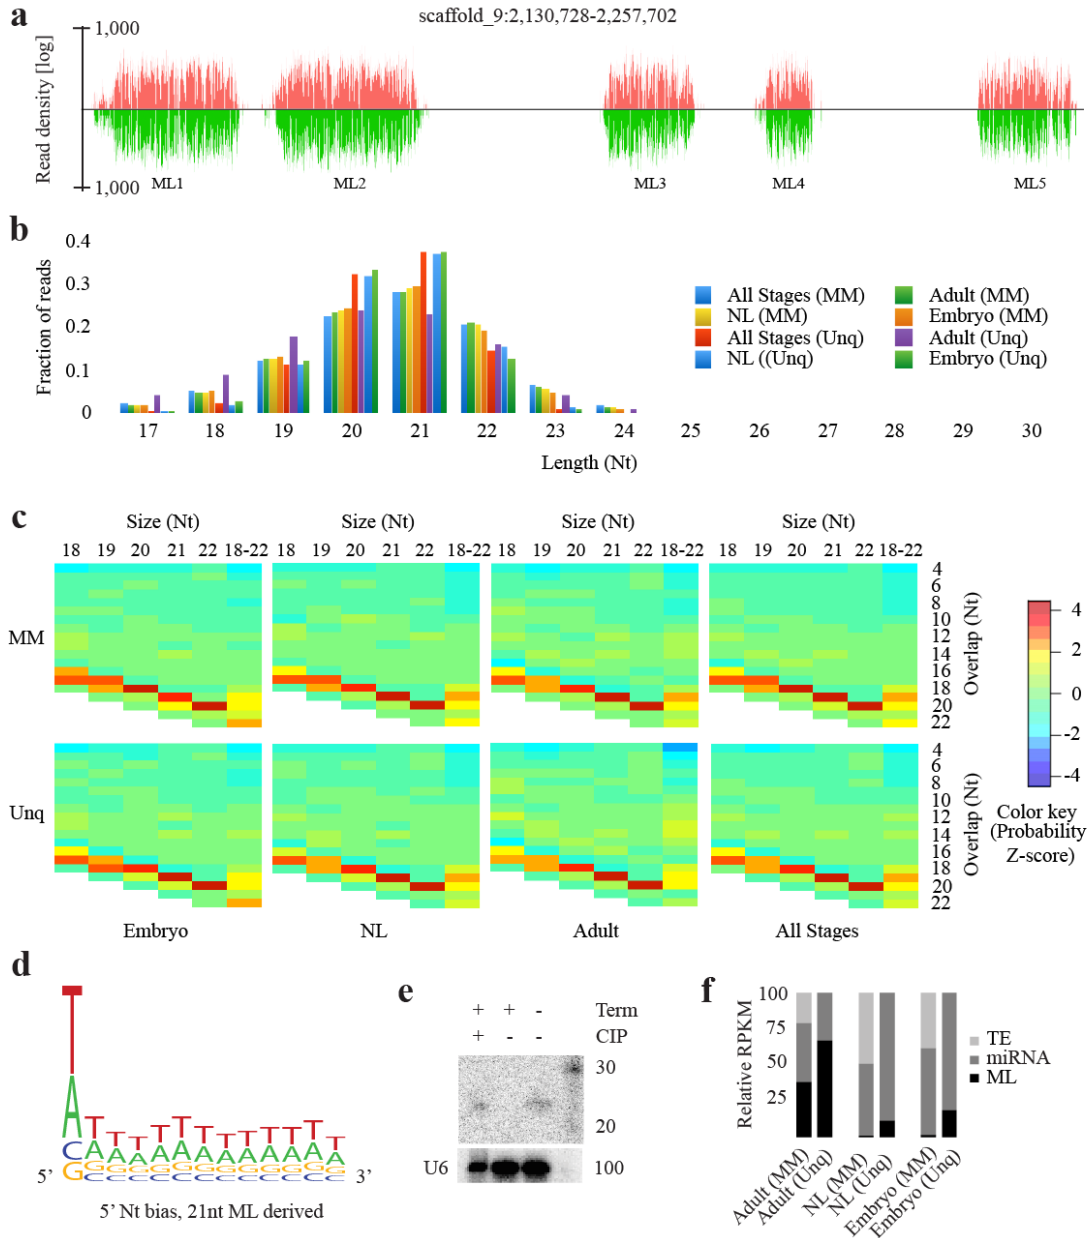 a
scaffold_9:2,130,728-2,257,702
Read density [log]
1,000
1,000
ML1 ML2 ML3 ML4 ML5
b
Fraction of reads
0.4
0.3
0.2
0.1
0
17 18 19 20 21 22 23 24 25 26 27 28 29 30
Length (Nt)
All Stages (MM) Adult (MM)
NL (MM) Embryo (MM)
All Stages (Unq) Adult (Unq)
NL ((Unq) Embryo (Unq)
c
Size (Nt) Size (Nt) Size (Nt) Size (Nt)
18 19 20 21 22 18-22 18 19 20 21 22 18-22 18 19 20 21 22 18-22 18 19 20 21 22 18-22
MM
4
6
8
10
12
14
16
18
20
22
Overlap (Nt)
Unq
4
6
8
10
12
14
16
18
20
22
Overlap (Nt)
4
2
0
-2
-4
Color key
(Probability
Z-score)
Embryo NL Adult All Stages
d
T
A
C
G
T T T T T T T T T T T T
A A A A A A A A A A A A
G G G G G G G G G G G G
C C C C C C C C C C C C
5’ 3’
5’ Nt bias, 21nt ML derived
e
+ + - Term
+ - - CIP
30
20
U6 100
f
Relative RPKM
100
75
50
25
TE
miRNA
ML
Adult (MM)
Adult (Unq)
NL (MM)
NL (Unq)
Embryo (MM)
Embryo (Unq)